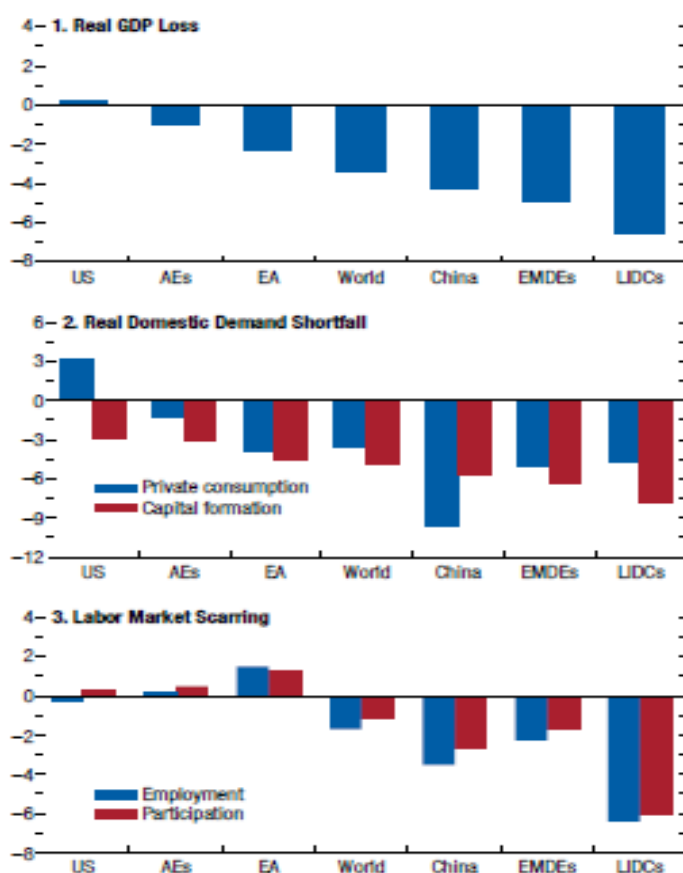 1. Real GDP Loss
4
2
0
−2
−4
−6
−8
US AEs EA World China EMDEs LIDCs
2. Real Domestic Demand Shortfall
6
3
0
−3
−6
−9
−12
Private consumption
Capital formation
US AEs EA World China EMDEs LIDCs
3. Labor Market Scarring
4
2
0
−2
−4
−6
−8
Employment
Participation
US AEs EA World China EMDEs LIDCs